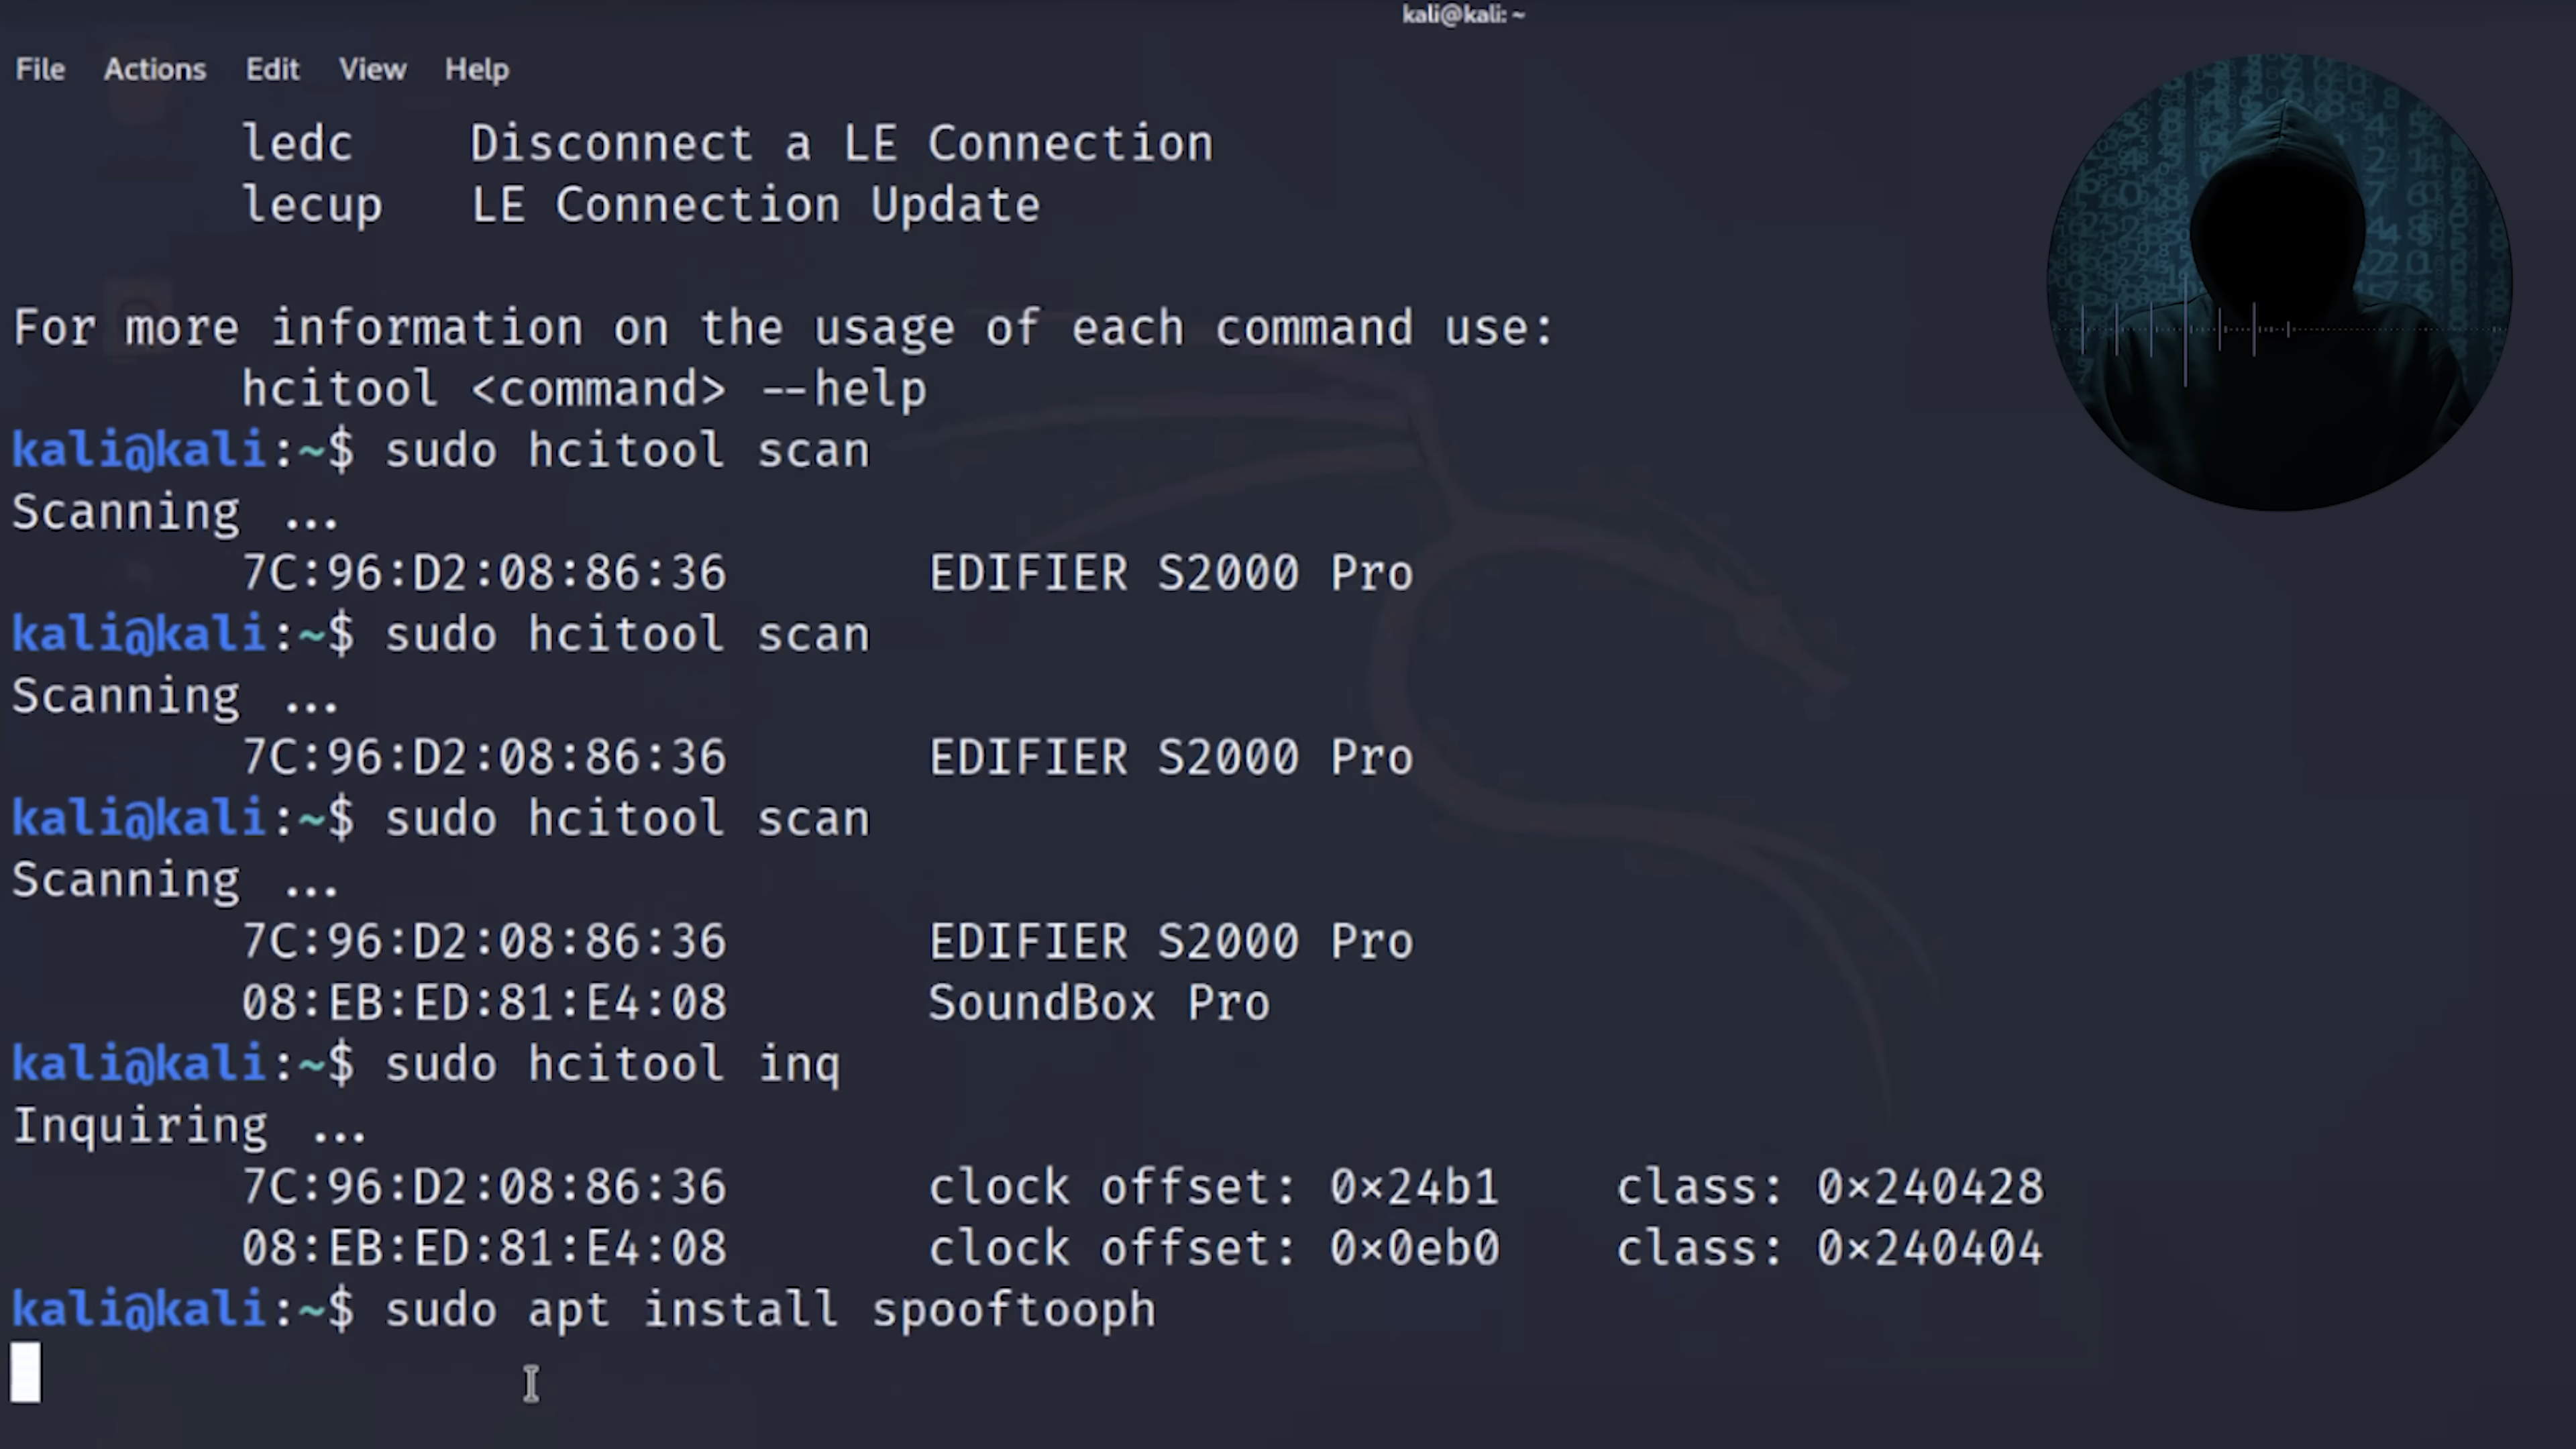 kali@kali: ~
File Actions Edit View Help
ledc Disconnect a LE Connection
lecup LE Connection Update
For more information on the usage of each command use:
hcitool <command> --help
kali@kali:~$ sudo hcitool scan
Scanning ...
7C:96:D2:08:86:36 EDIFIER S2000 Pro
kali@kali:~$ sudo hcitool scan
Scanning ...
7C:96:D2:08:86:36 EDIFIER S2000 Pro
kali@kali:~$ sudo hcitool scan
Scanning ...
7C:96:D2:08:86:36 EDIFIER S2000 Pro
08:EB:ED:81:E4:08 SoundBox Pro
kali@kali:~$ sudo hcitool inq
Inquiring ...
7C:96:D2:08:86:36 clock offset: 0×24b1 class: 0×240428
08:EB:ED:81:E4:08 clock offset: 0×0eb0 class: 0×240404
kali@kali:~$ sudo apt install spooftooph